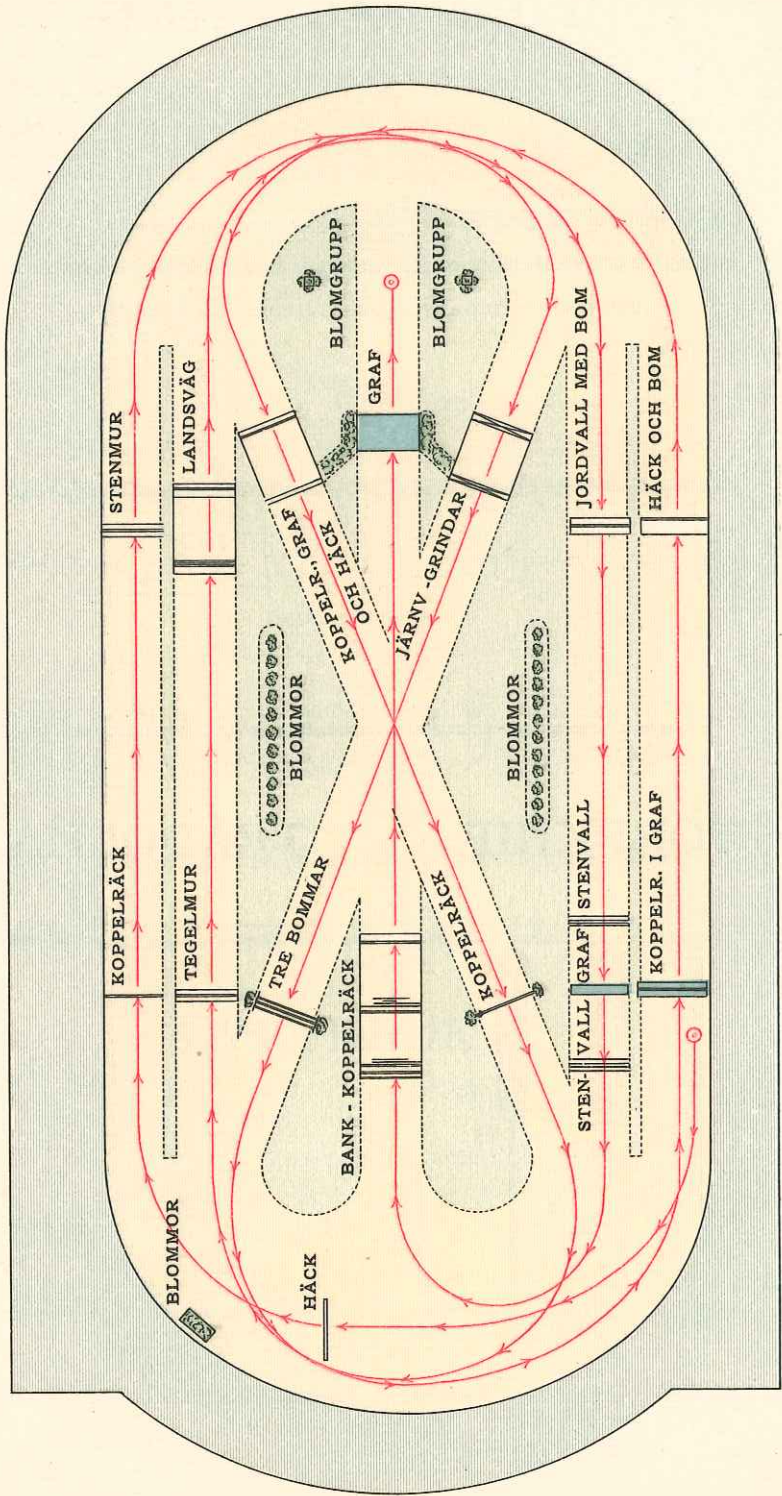 STENMUR
LANDSVÄG
KOPPELRÄCK
TEGELMUR
BLOMMOR
HÄCK
BLOMGRUPP
BLOMGRUPP
GRAF
KOPPELR., GRAF
OCH HÄCK
JÄRNV.-GRINDAR
BLOMMOR
BLOMMOR
TRE BOMMAR
BANK - KOPPELRÄCK
KOPPELRÄCK
JORDVALL MED BOM
HÄCK OCH BOM
STEN- VALL GRAF STENVALL
KOPPELR. I GRAF